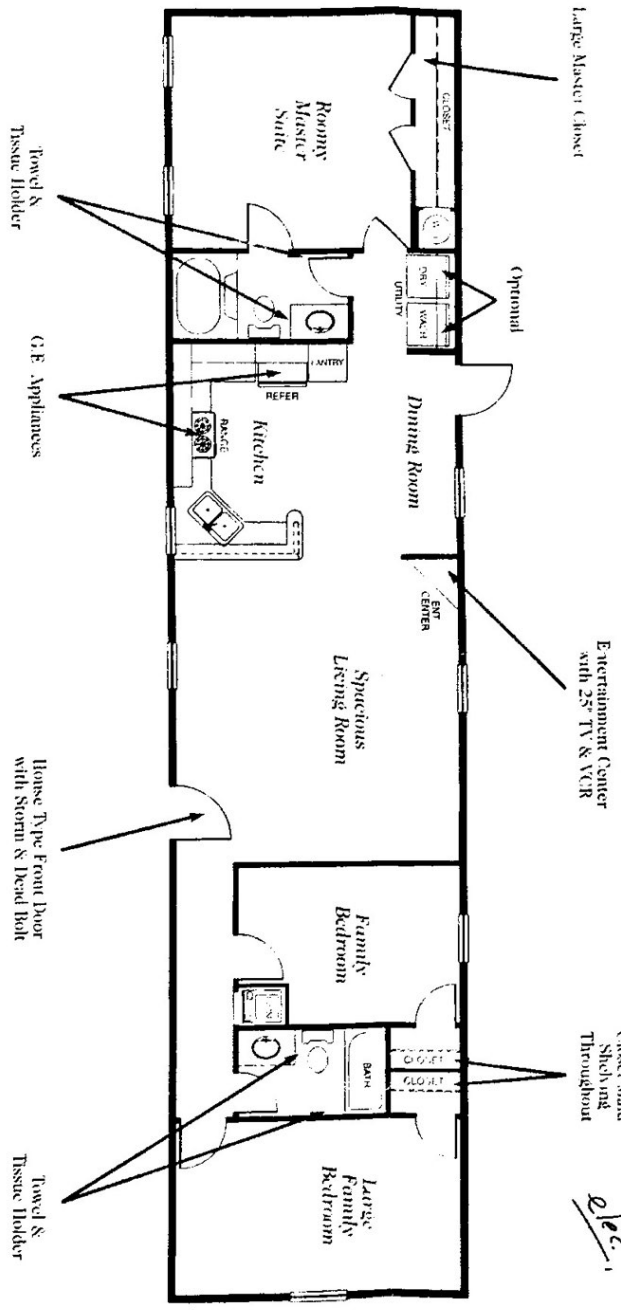 Large Master Closet
Optional
Entertainment Center
with 25" TV & VCR
Shelving
Throughout
elec.
CLOSET
W/H
DRY
WASH
UTILITY
Roomy
Master
Suite
Dining Room
ENT
CENTER
PANTRY
REFER
RANGE
Kitchen
Spacious
Living Room
Family
Bedroom
CLOSET
CLOSET
BATH
Large
Family
Bedroom
Towel &
Tissue Holder
G.E. Appliances
House Type Front Door
with Storm & Dead Bolt
Towel &
Tissue Holder